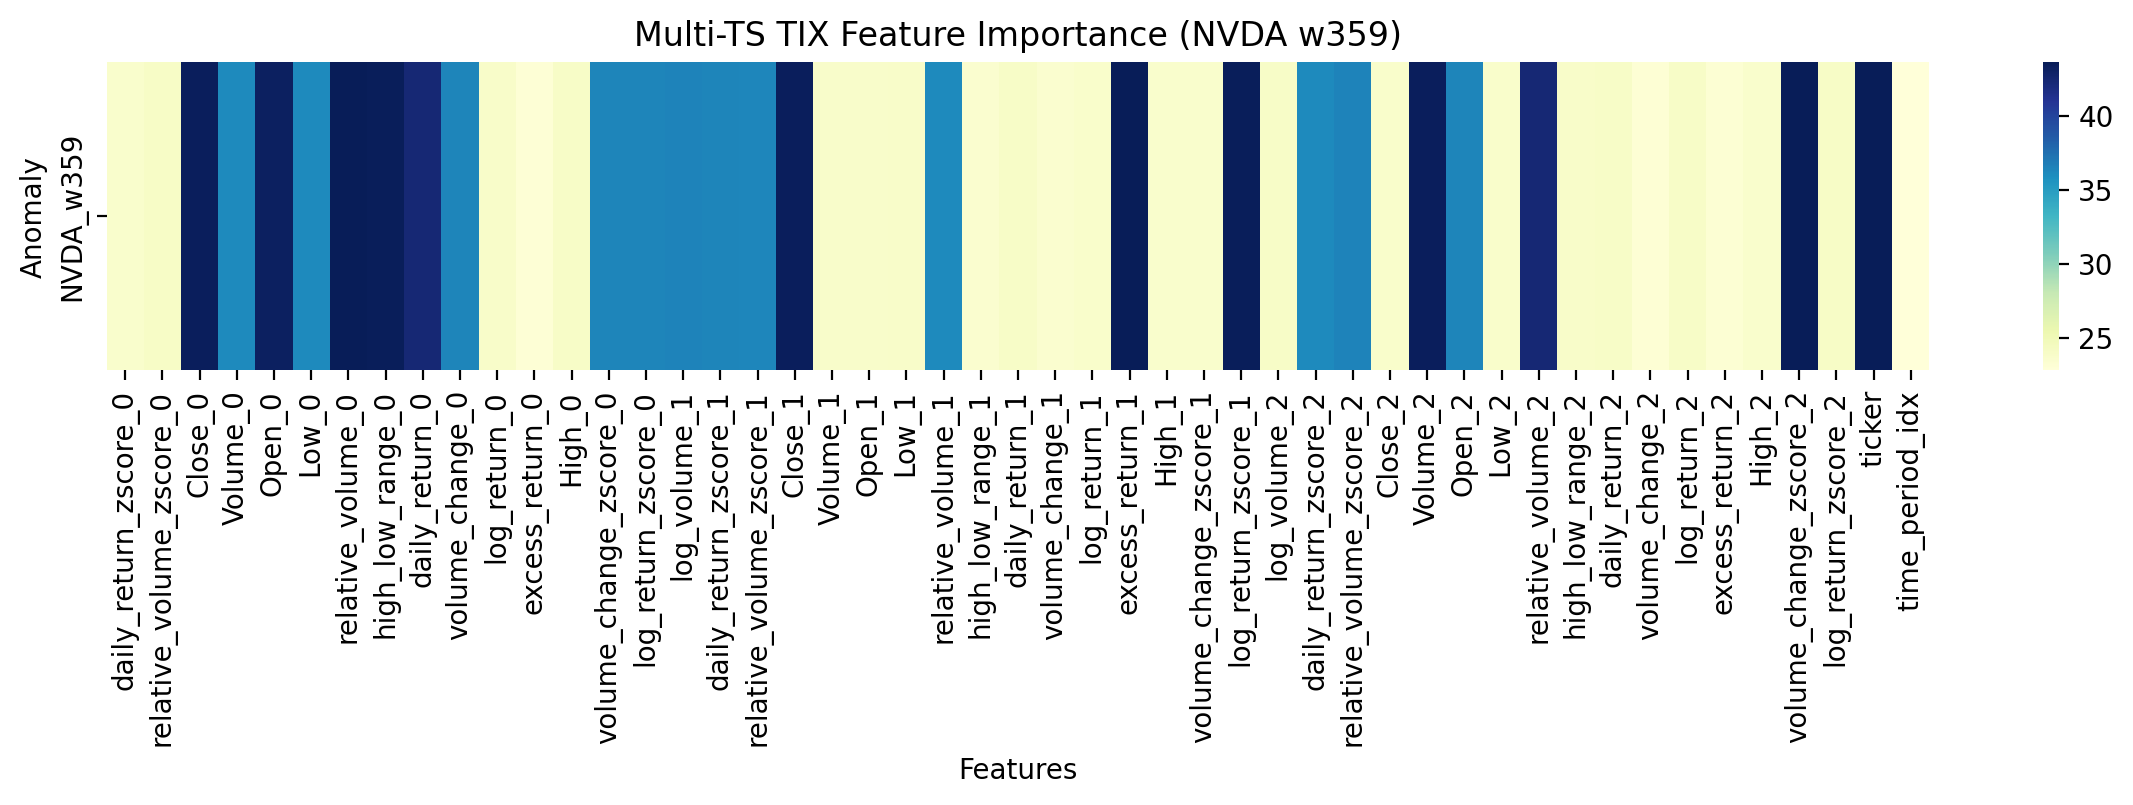 Multi-TS TIX Feature Importance (NVDA w359)
Anomaly
NVDA_w359
40
35
30
25
daily_return_zscore_0
relative_volume_zscore_0
Close_0
Volume_0
Open_0
Low_0
relative_volume_0
high_low_range_0
daily_return_0
volume_change_0
log_return_0
excess_return_0
High_0
volume_change_zscore_0
log_return_zscore_0
log_volume_1
daily_return_zscore_1
relative_volume_zscore_1
Close_1
Volume_1
Open_1
Low_1
relative_volume_1
high_low_range_1
daily_return_1
volume_change_1
log_return_1
excess_return_1
High_1
volume_change_zscore_1
log_return_zscore_1
log_volume_2
daily_return_zscore_2
relative_volume_zscore_2
Close_2
Volume_2
Open_2
Low_2
relative_volume_2
high_low_range_2
daily_return_2
volume_change_2
log_return_2
excess_return_2
High_2
volume_change_zscore_2
log_return_zscore_2
ticker
time_period_idx
Features